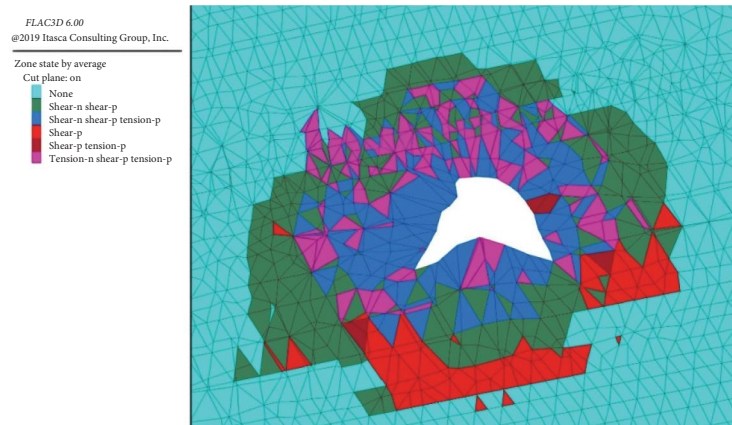 FLAC3D 6.00
@2019 Itasca Consulting Group, Inc.
Zone state by average
Cut plane: on
None
Shear-n shear-p
Shear-n shear-p tension-p
Shear-p
Shear-p tension-p
Tension-n shear-p tension-p